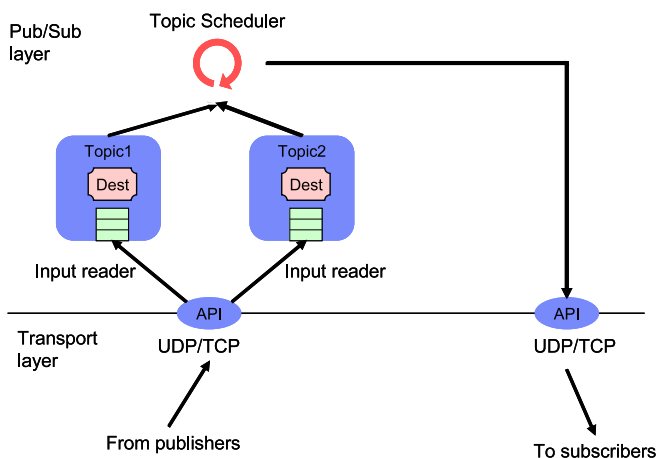 Pub/Sub
layer
Topic Scheduler
Topic1
Topic2
Dest
Dest
Input reader
Input reader
API
API
Transport
layer
UDP/TCP
UDP/TCP
From publishers
To subscribers